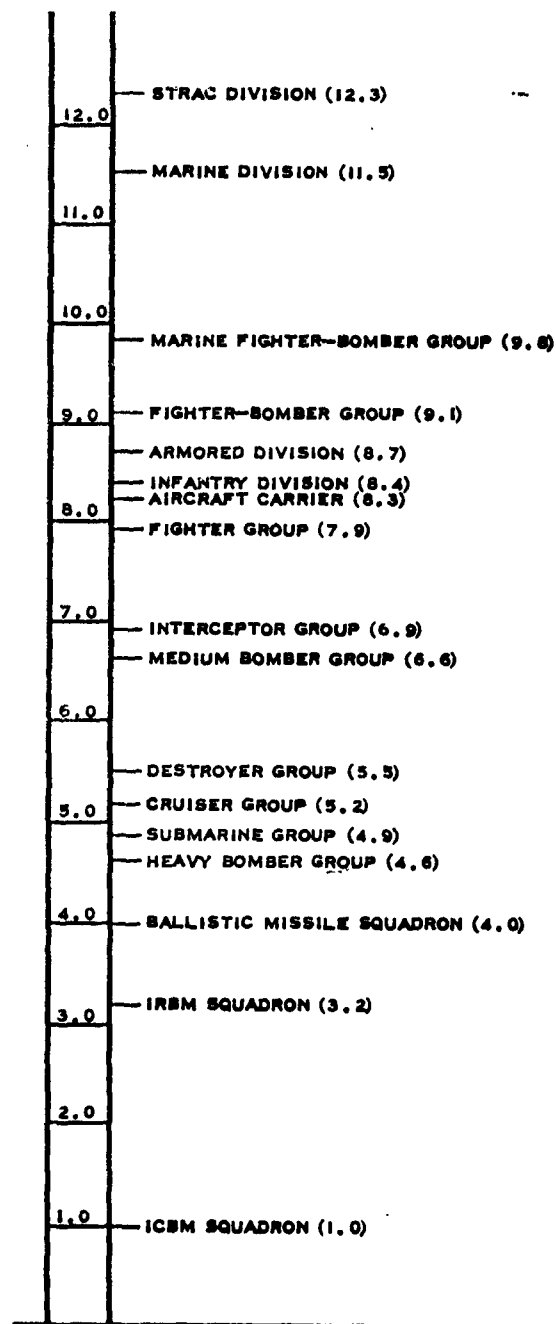 STRAC DIVISION (12.3)
12.0
MARINE DIVISION (11.5)
11.0
10.0
MARINE FIGHTER-BOMBER GROUP (9.8)
FIGHTER-BOMBER GROUP (9.1)
9.0
ARMORED DIVISION (8.7)
INFANTRY DIVISION (8.4)
AIRCRAFT CARRIER (8.3)
8.0
FIGHTER GROUP (7.9)
7.0
INTERCEPTOR GROUP (6.9)
MEDIUM BOMBER GROUP (6.6)
6.0
DESTROYER GROUP (5.5)
CRUISER GROUP (5.2)
5.0
SUBMARINE GROUP (4.9)
HEAVY BOMBER GROUP (4.6)
4.0 BALLISTIC MISSILE SQUADRON (4.0)
IRBM SQUADRON (3.2)
3.0
2.0
1.0 ICBM SQUADRON (1.0)